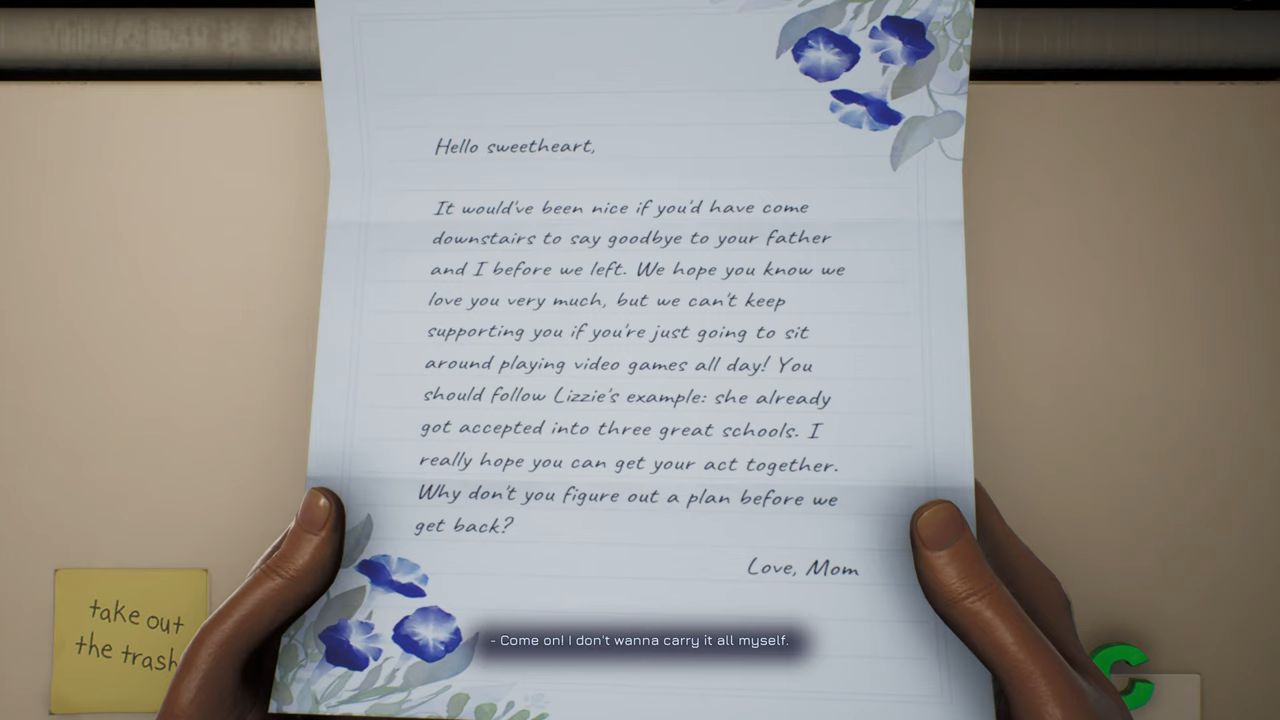 Hello sweetheart,
It would've been nice if you'd have come
downstairs to say goodbye to your father
and I before we left. We hope you know we
love you very much, but we can't keep
supporting you if you're just going to sit
around playing video games all day! You
should follow Lizzie's example: she already
got accepted into three great schools. I
really hope you can get your act together.
Why don't you figure out a plan before we
get back?
Love, Mom
take out
the trash
- Come on! I don't wanna carry it all myself.